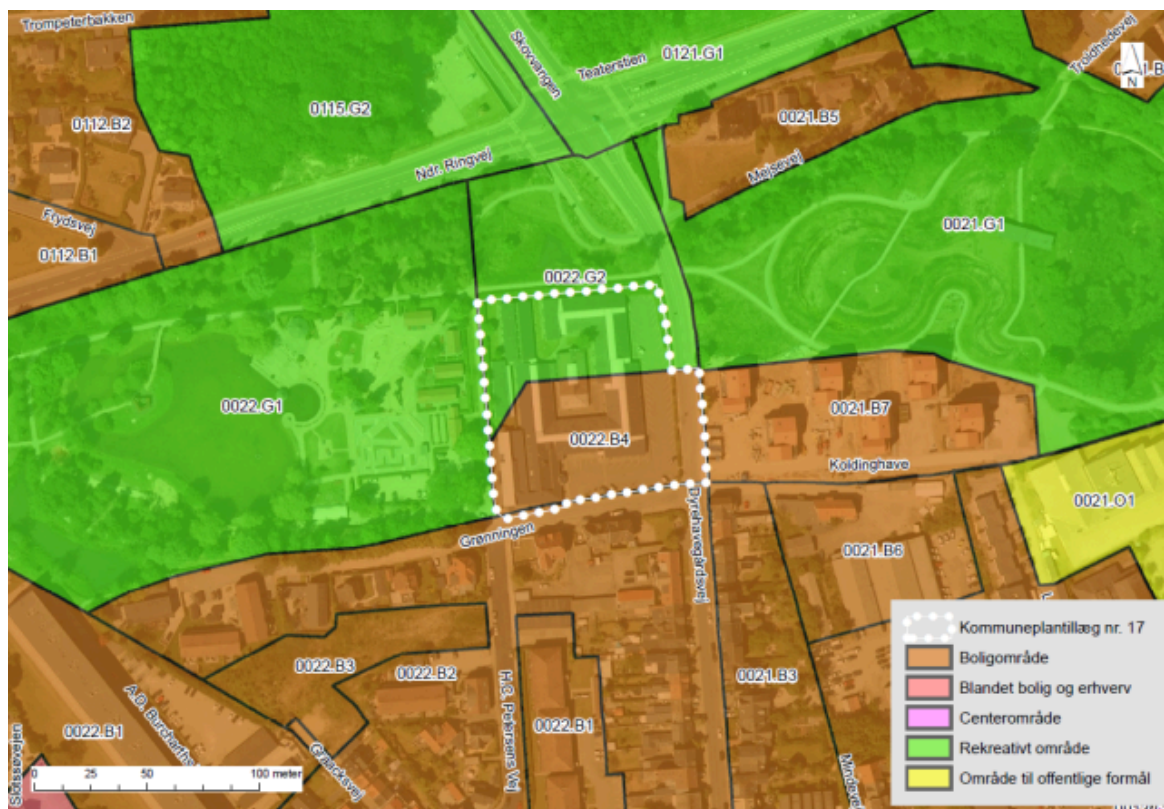 Trompeterbakken
Skovvangen
Teaterstien
0121.G1
Troldhedevej
N
0115.G2
0112.B2
0021.B5
Ndr. Ringvej
Mejsevej
Frydsvej
0112.B1
0021.G1
0022.G2
0022.G1
0021.B7
0022.B4
Koldinghave
0021.O1
Grønningen
Dyrehavegårdsvej
0021.B6
0022.B3
0022.B2
0021.B3
H.C. Petersens Vej
0022.B1
0022.B1
Graacksvej
Mindevej
Slotssøvejen
0 25 50 100 meter
Kommuneplantillæg nr. 17
Boligområde
Blandet bolig og erhverv
Centerområde
Rekreativt område
Område til offentlige formål